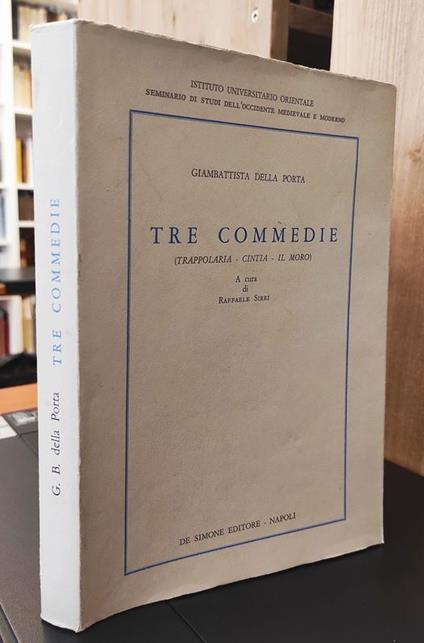 ISTITUTO UNIVERSITARIO ORIENTALE
SEMINARIO DI STUDI DELL'OCCIDENTE MEDIEVALE E MODERNO
GIAMBATTISTA DELLA PORTA
TRE COMMEDIE
(TRAPPOLARIA - CINTIA - IL MORO)
A cura
di
RAFFAELE SIRRI
DE SIMONE EDITORE - NAPOLI
G. B. della Porta TRE COMMEDIE